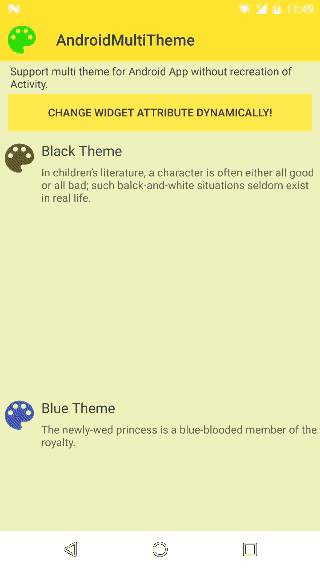 11:49
AndroidMultiTheme
Support multi theme for Android App without recreation of
Activity.
CHANGE WIDGET ATTRIBUTE DYNAMICALLY!
Black Theme
In children's literature, a character is often either all good
or all bad; such balck-and-white situations seldom exist
in real life.
Blue Theme
The newly-wed princess is a blue-blooded member of the
royalty.